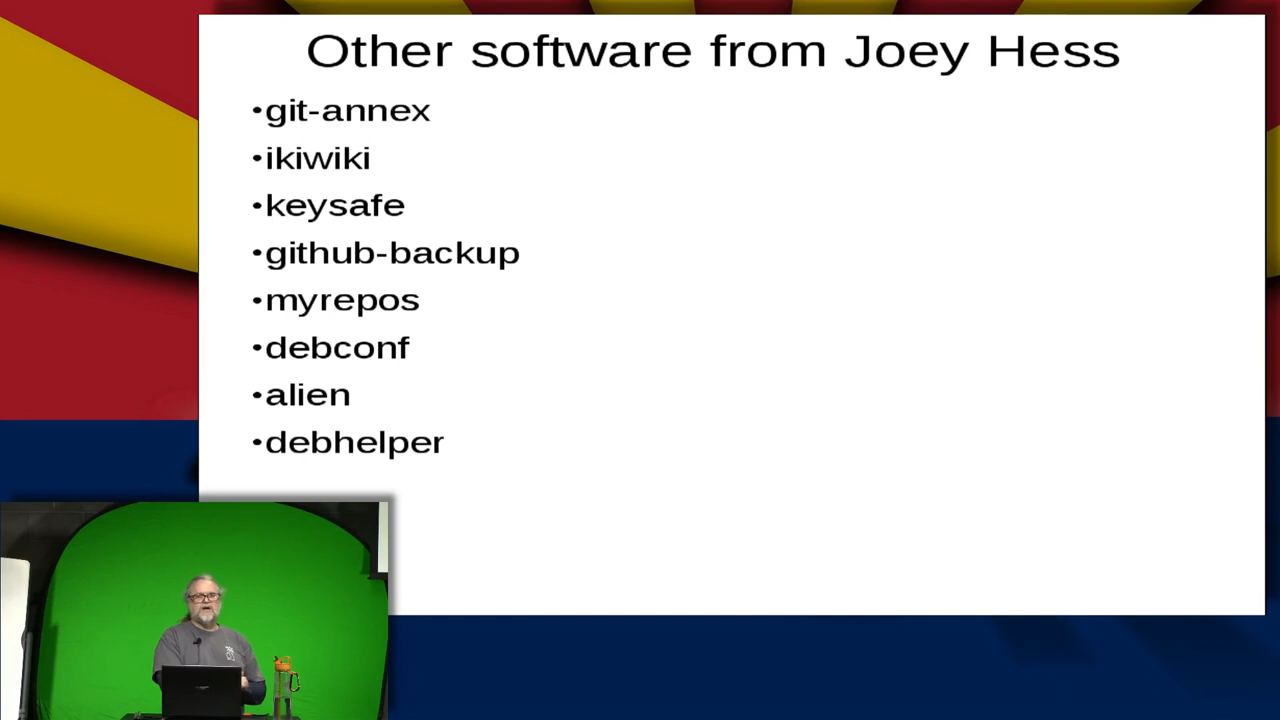 Other software from Joey Hess
•git-annex
•ikiwiki
•keysafe
•github-backup
•myrepos
•debconf
•alien
•debhelper